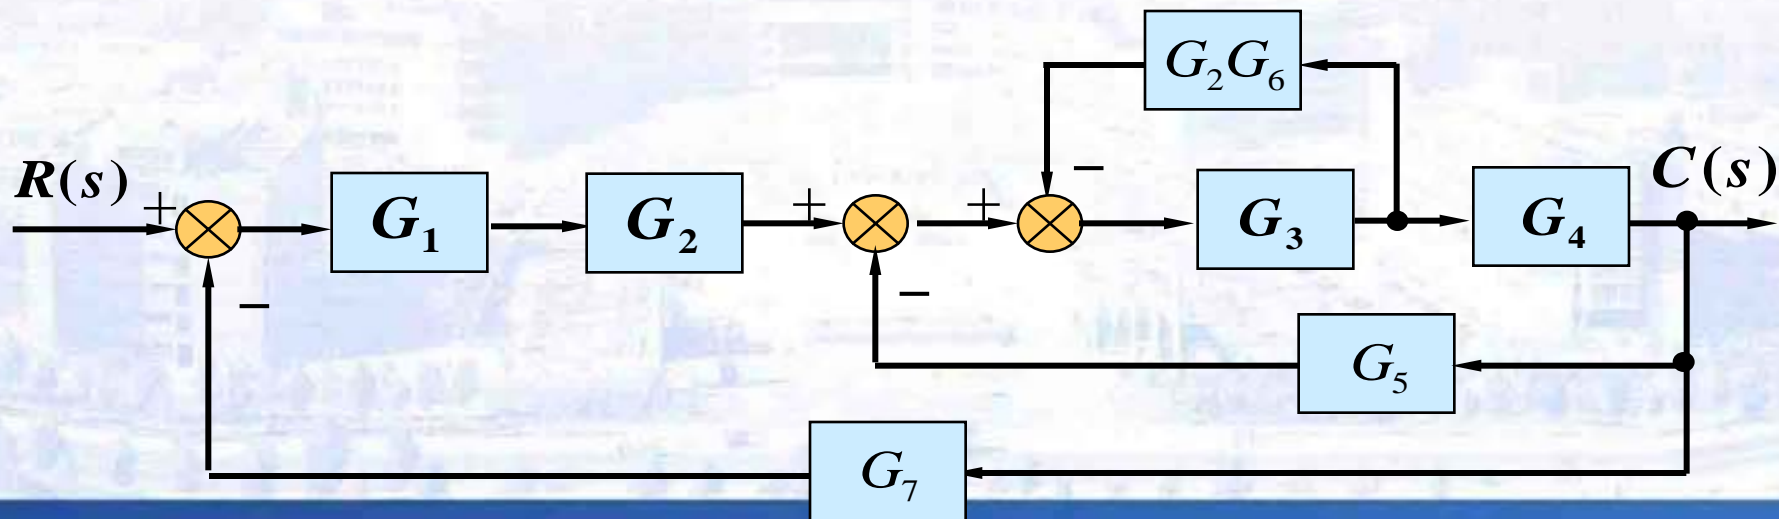 G₂G₆
R(s) + G₁ G₂ + + − G₃ G₄ C(s)
− − G₅
G₇